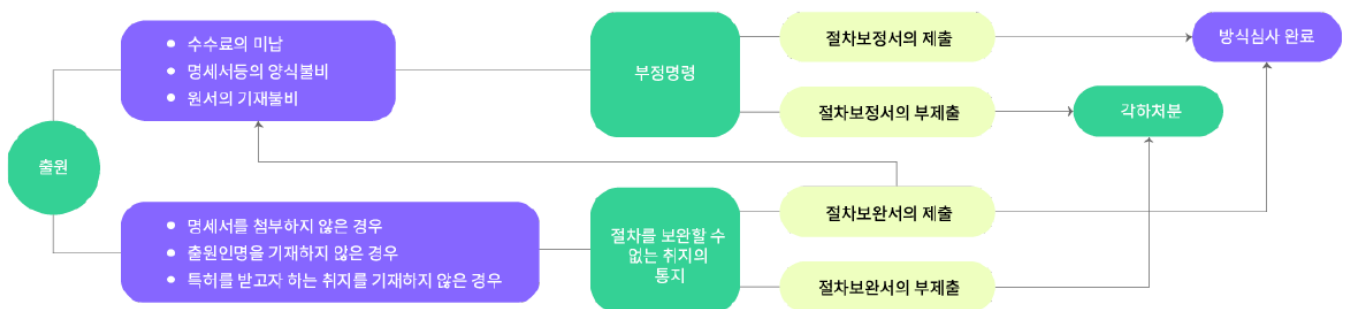 출원
• 수수료의 미납
• 명세서등의 양식불비
• 원서의 기재불비
부정명령
절차보정서의 제출
방식심사 완료
절차보정서의 부제출
각하처분
• 명세서를 첨부하지 않은 경우
• 출원인명을 기재하지 않은 경우
• 특허를 받고자 하는 취지를 기재하지 않은 경우
절차를 보완할 수
없는 취지의
통지
절차보완서의 제출
절차보완서의 부제출